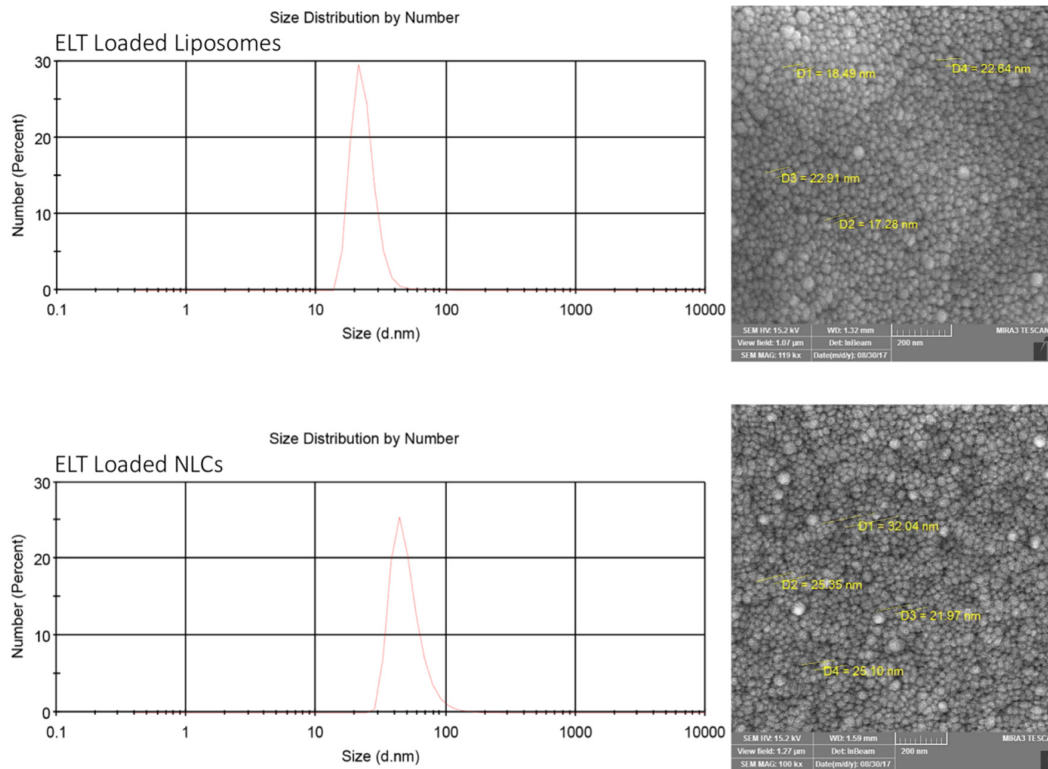 Size Distribution by Number
ELT Loaded Liposomes
30
20
10
0
Number (Percent)
0.1 1 10 100 1000 10000
Size (d.nm)
D1 = 18.49 nm
D4 = 22.64 nm
D3 = 22.91 nm
D2 = 17.28 nm
SEM HV: 15.2 kV WD: 1.32 mm
View field: 1.07 µm Det: InBeam 200 nm
SEM MAG: 119 kx Date(m/d/y): 08/30/17
MIRA3 TESCAN
Size Distribution by Number
ELT Loaded NLCs
30
20
10
0
Number (Percent)
0.1 1 10 100 1000 10000
Size (d.nm)
D1 = 32.04 nm
D2 = 25.35 nm
D3 = 21.97 nm
D4 = 25.10 nm
SEM HV: 15.2 kV WD: 1.59 mm
View field: 1.27 µm Det: InBeam 200 nm
SEM MAG: 100 kx Date(m/d/y): 08/30/17
MIRA3 TESCAN